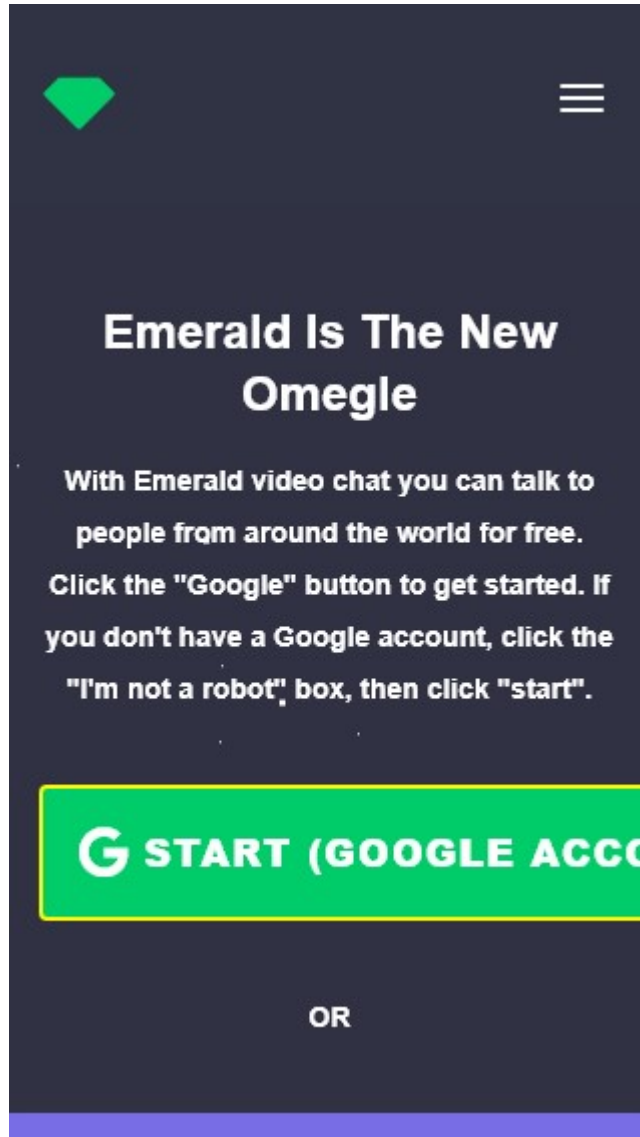 Emerald Is The New
Omegle
With Emerald video chat you can talk to
people from around the world for free.
Click the "Google" button to get started. If
you don't have a Google account, click the
"I'm not a robot" box, then click "start".
G START (GOOGLE ACCO
OR